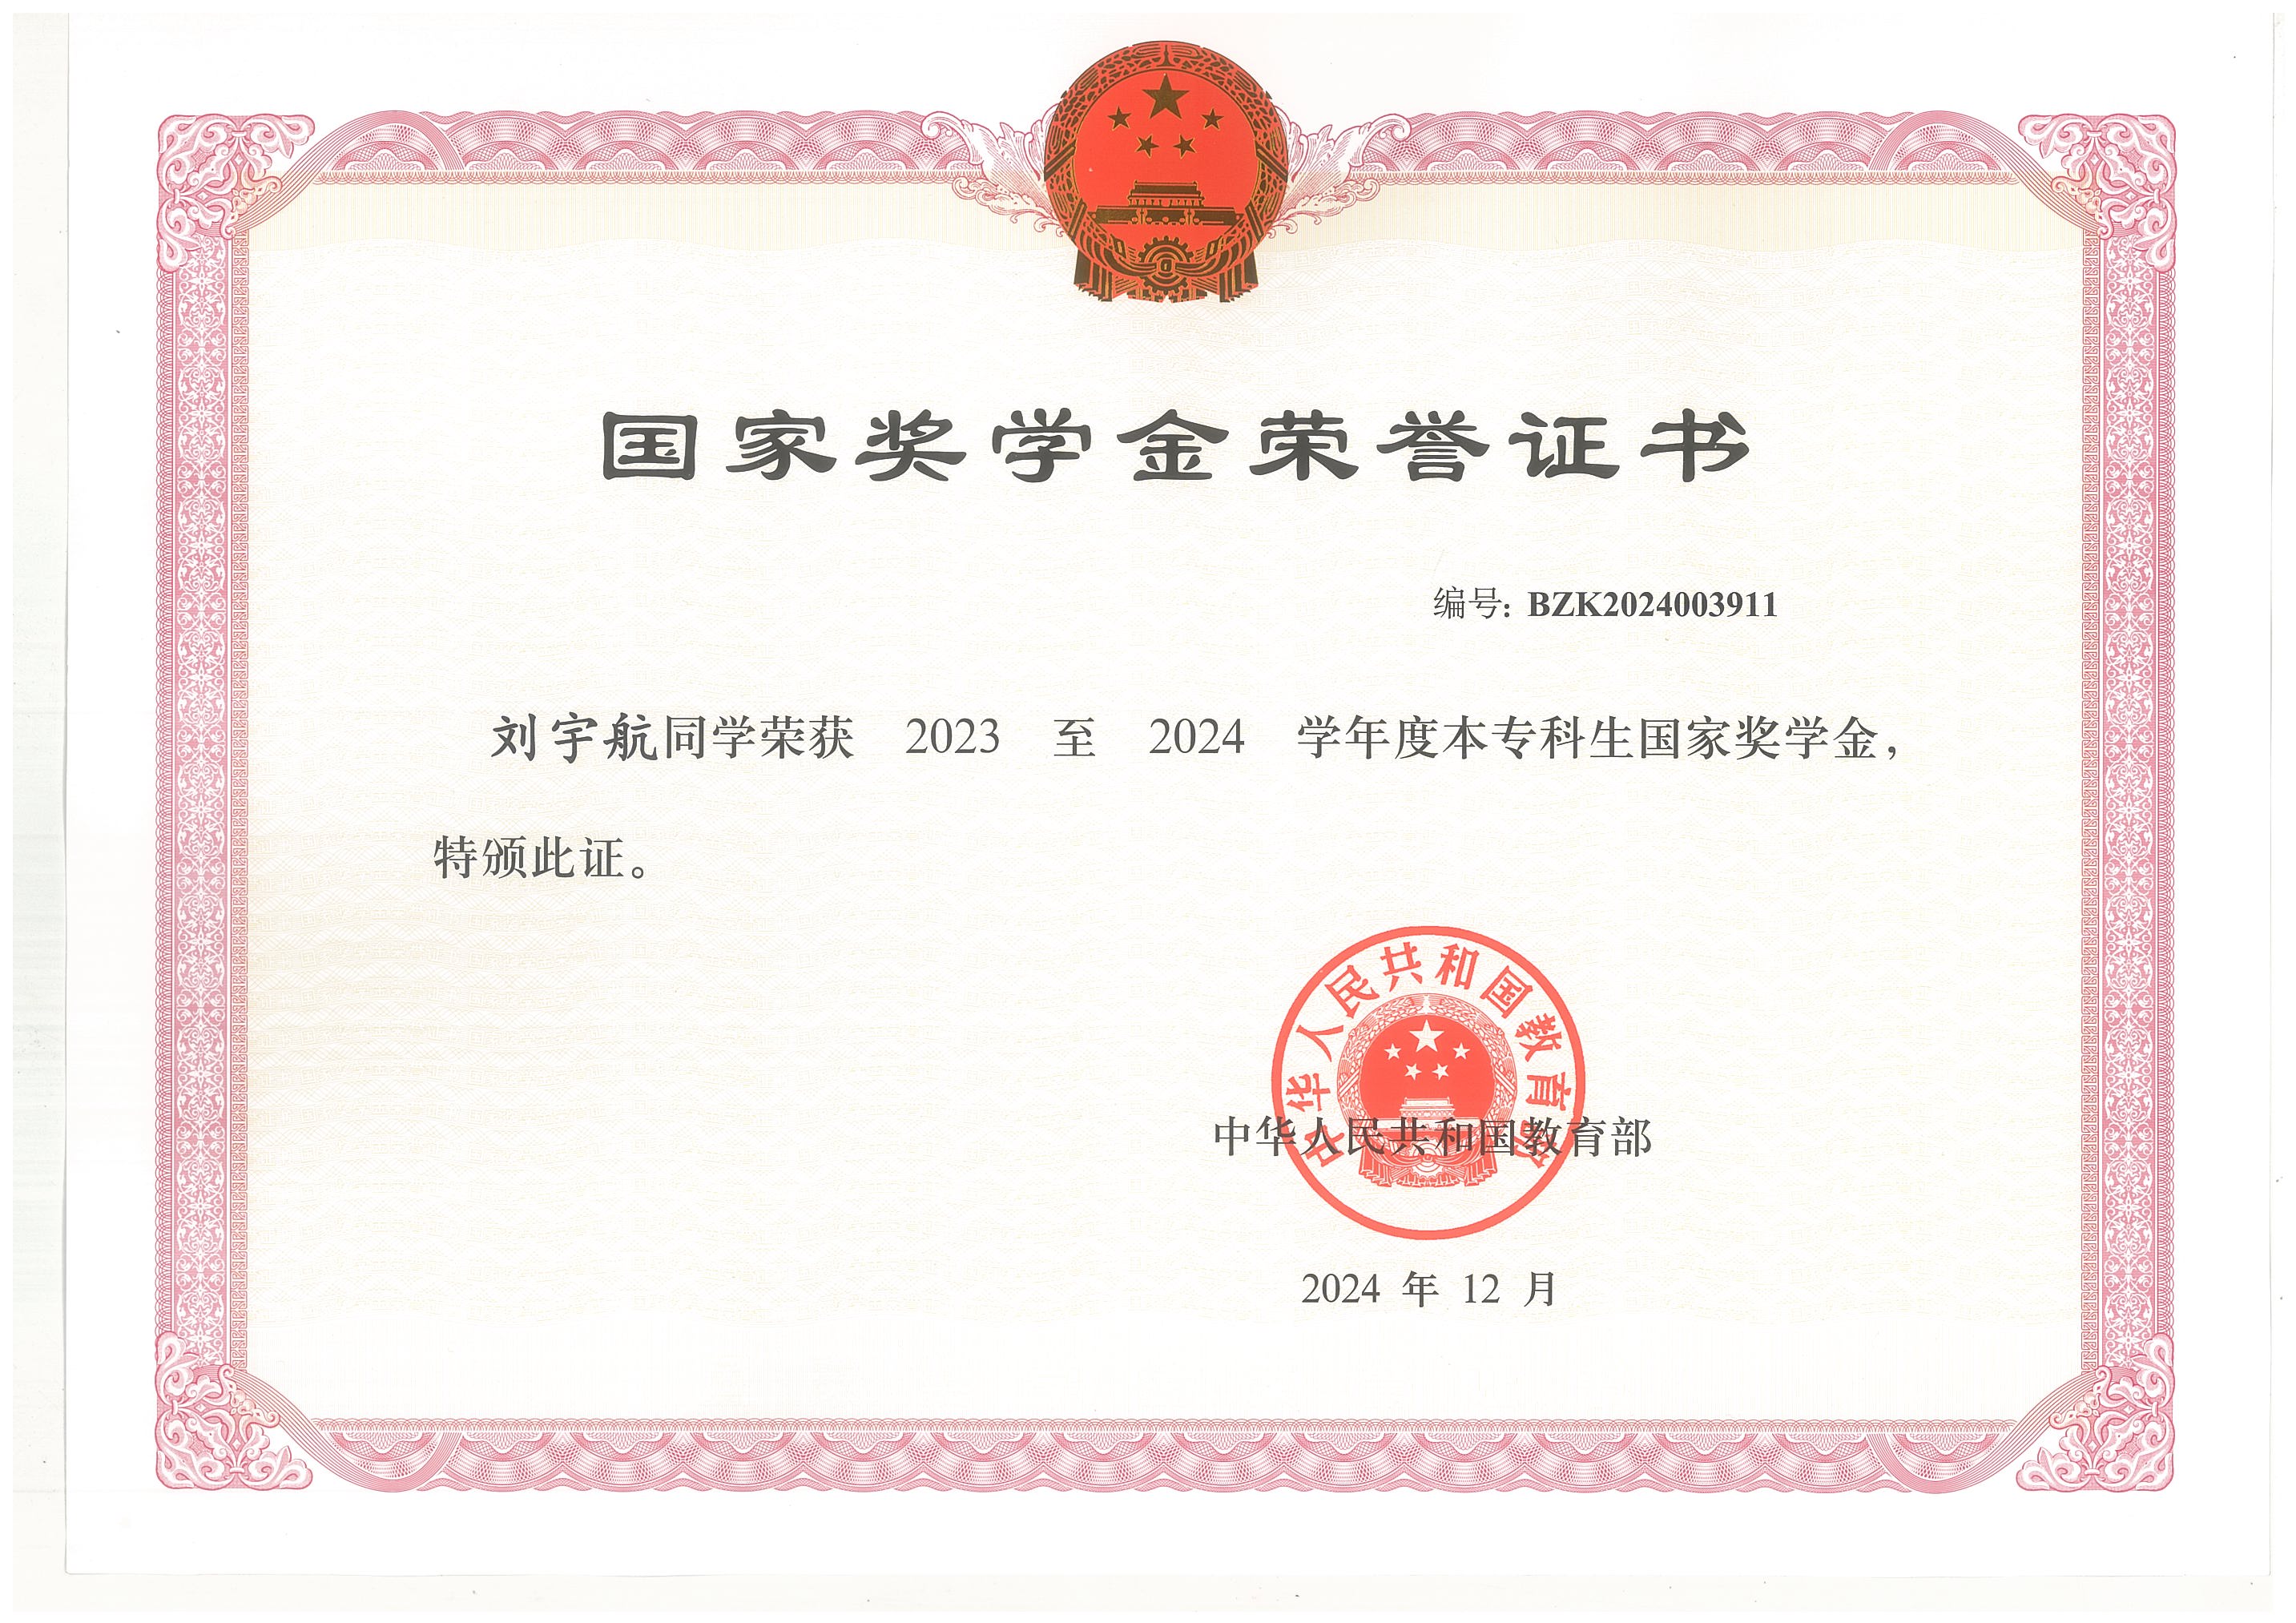 国家奖学金荣誉证书
编号: BZK2024003911
刘宇航同学荣获 2023 至 2024 学年度本专科生国家奖学金，
特颁此证。
中华人民共和国教育部
中华人民共和国教育部
2024 年 12 月